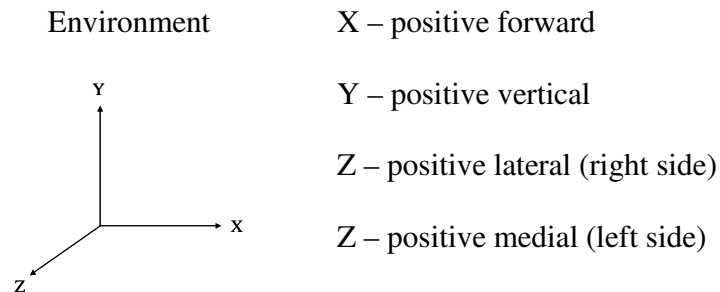 Environment
X – positive forward
Y
Y – positive vertical
Z – positive lateral (right side)
X
Z – positive medial (left side)
Z